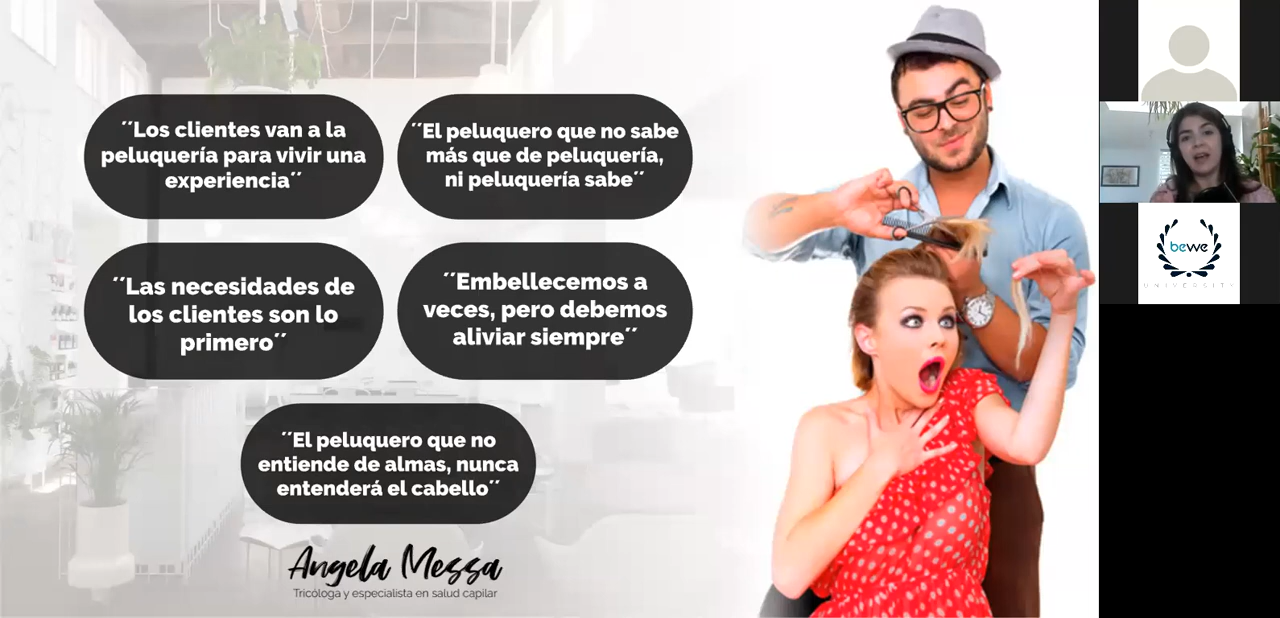 ´´Los clientes van a la
peluquería para vivir una
experiencia´´
´´El peluquero que no sabe
más que de peluquería,
ni peluquería sabe´´
´´Las necesidades de
los clientes son lo
primero´´
´´Embellecemos a
veces, pero debemos
aliviar siempre´´
´´El peluquero que no
entiende de almas, nunca
entenderá el cabello´´
Angela Messa
Tricóloga y especialista en salud capilar
bewe
UNIVERSITY